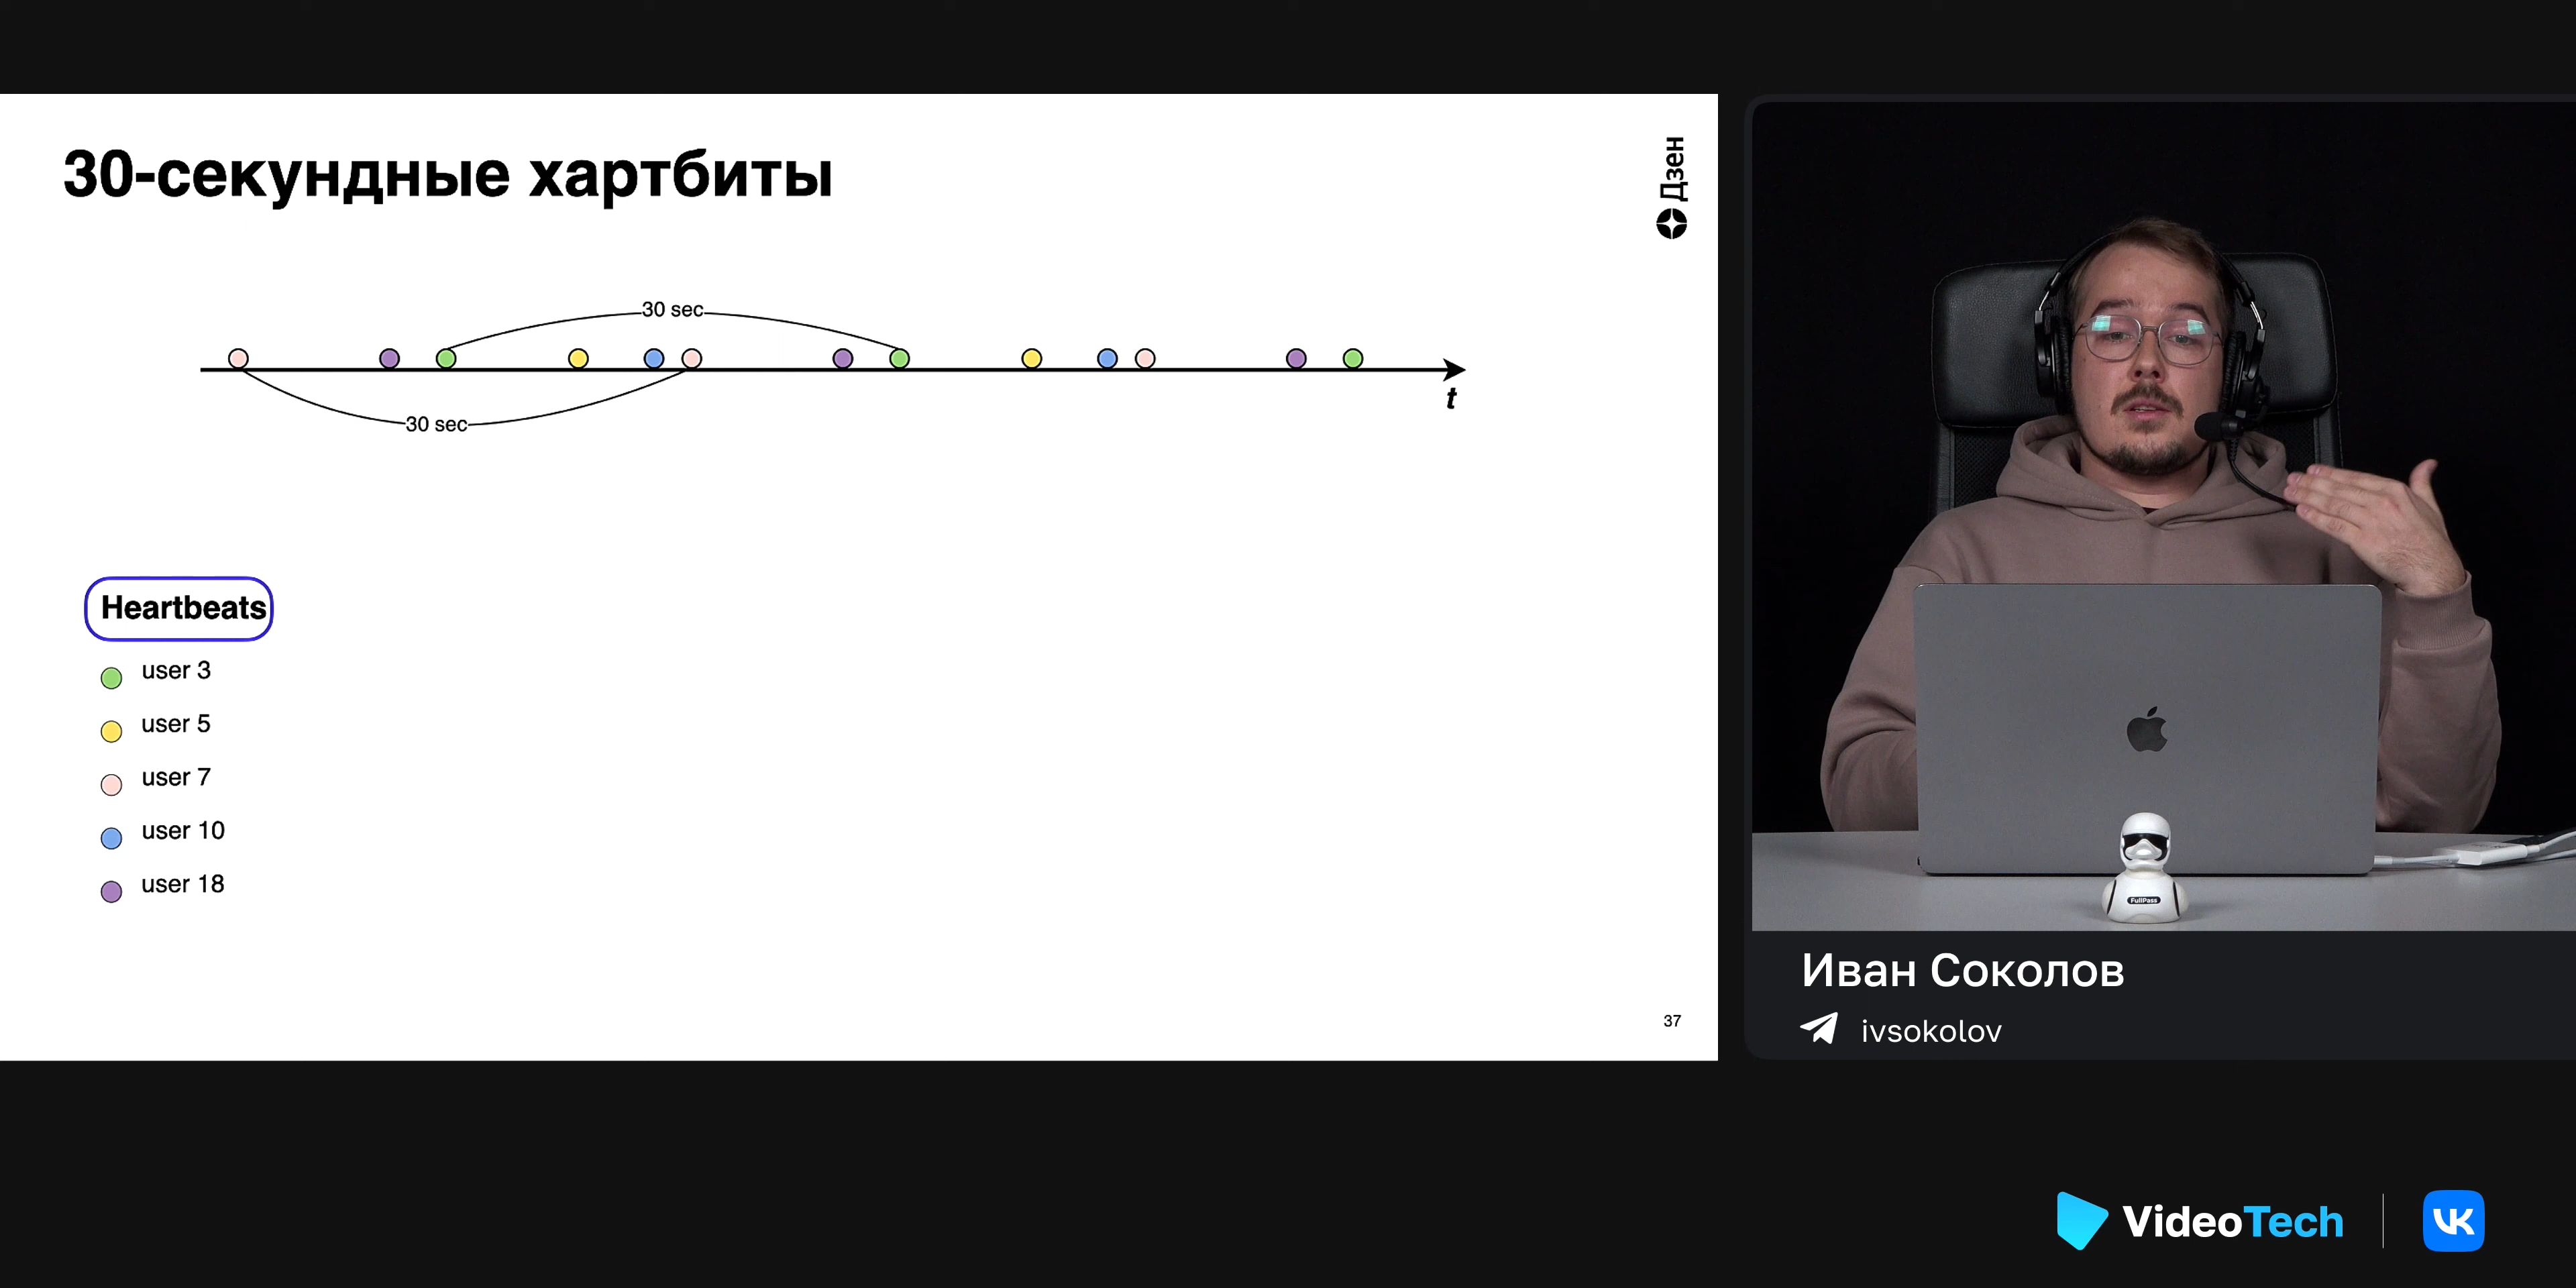 30-секундные хартбиты
Дзен
30 sec
30 sec
t
Heartbeats
user 3
user 5
user 7
user 10
user 18
37
FullPass
Иван Соколов
ivsokolov
VideoTech
VK